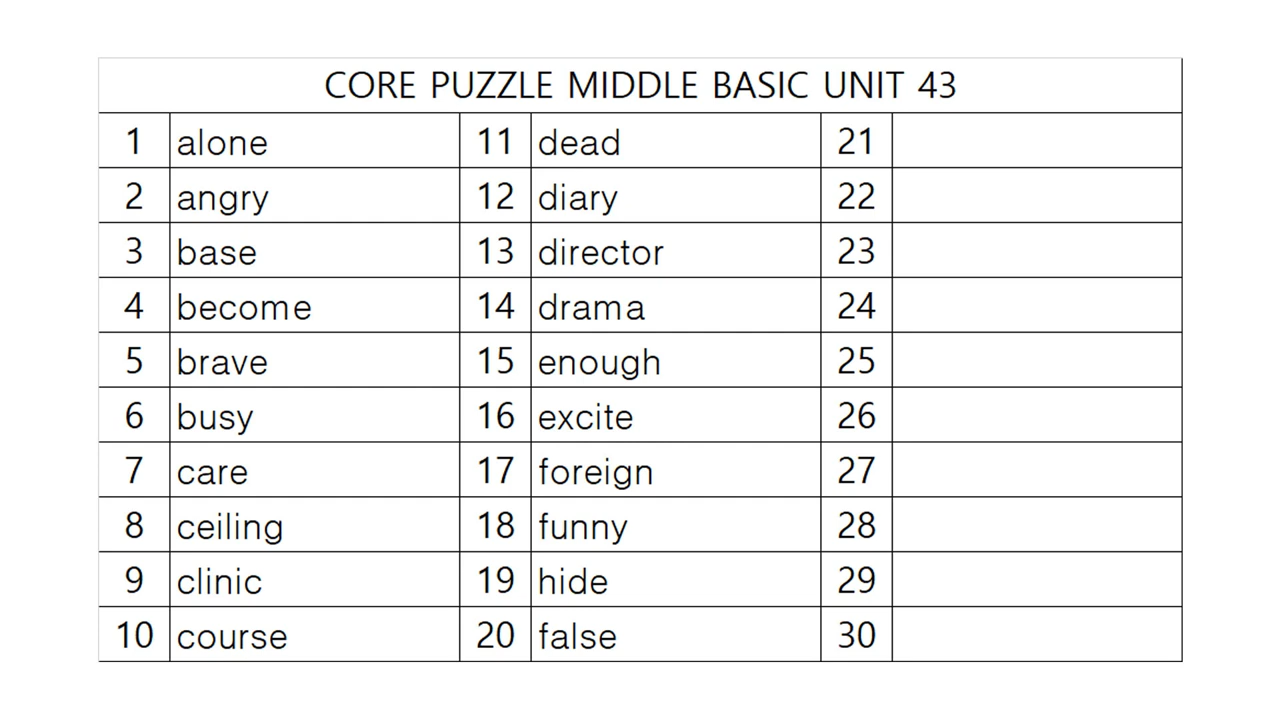 CORE PUZZLE MIDDLE BASIC UNIT 43
1 alone 11 dead 21
2 angry 12 diary 22
3 base 13 director 23
4 become 14 drama 24
5 brave 15 enough 25
6 busy 16 excite 26
7 care 17 foreign 27
8 ceiling 18 funny 28
9 clinic 19 hide 29
10 course 20 false 30